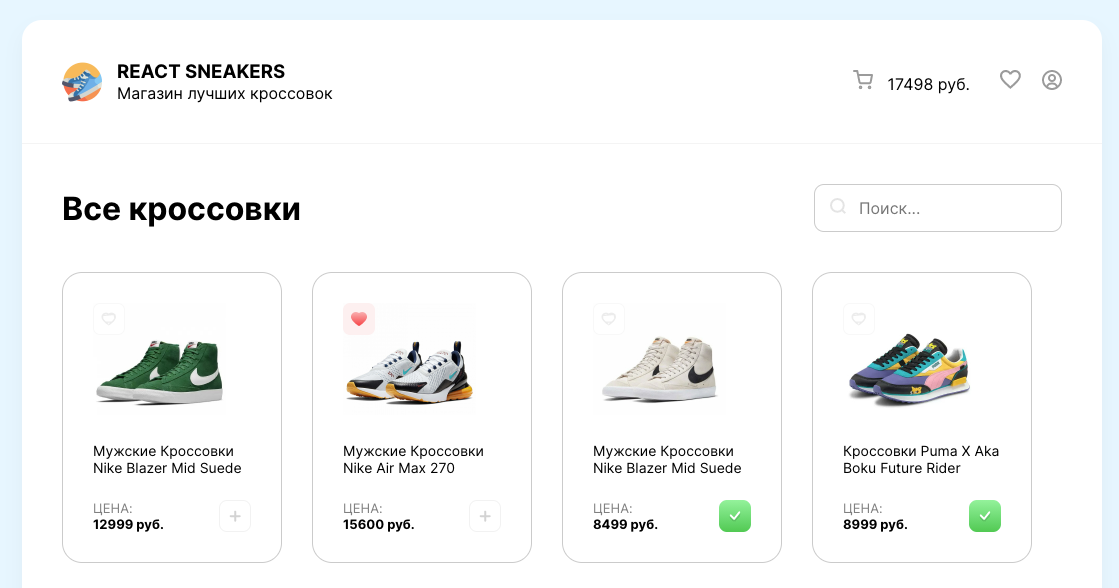 REACT SNEAKERS
Магазин лучших кроссовок
17498 руб.
Все кроссовки
Поиск...
Мужские Кроссовки
Nike Blazer Mid Suede
ЦЕНА:
12999 руб.
Мужские Кроссовки
Nike Air Max 270
ЦЕНА:
15600 руб.
Мужские Кроссовки
Nike Blazer Mid Suede
ЦЕНА:
8499 руб.
Кроссовки Puma X Aka
Boku Future Rider
ЦЕНА:
8999 руб.